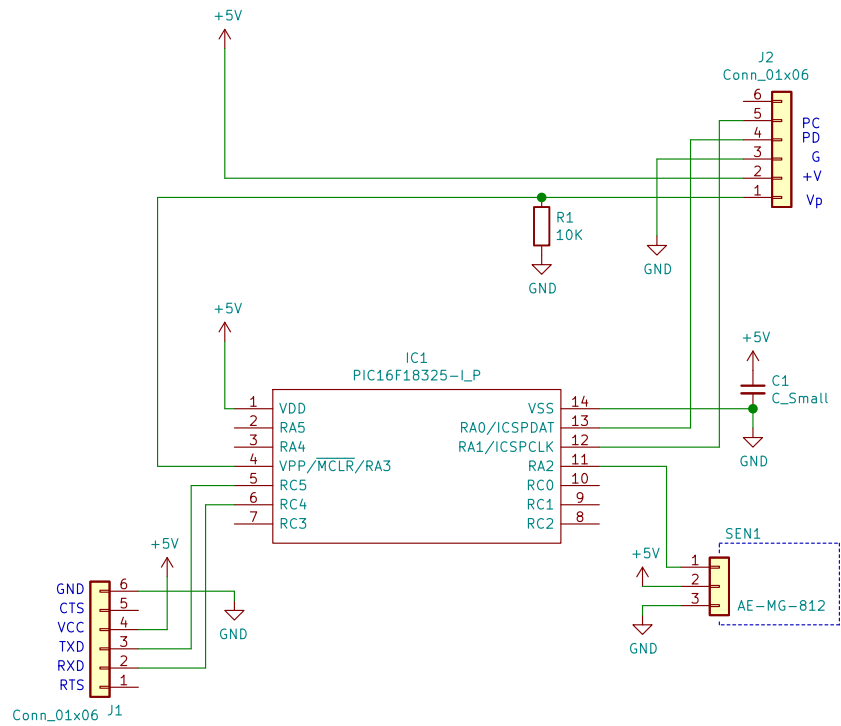 +5V
J2
Conn_01x06
6
5
PC
4
PD
3
G
2
+V
1
Vp
R1
10K
GND
GND
+5V
+5V
IC1
PIC16F18325-I_P
C1
C_Small
GND
1
VDD
VSS
14
2
RA5
RA0/ICSPDAT
13
3
RA4
RA1/ICSPCLK
12
4
VPP/MCLR/RA3
RA2
11
5
RC5
RC0
10
6
RC4
RC1
9
7
RC3
RC2
8
SEN1
+5V
1
2
3
AE-MG-812
GND
+5V
GND
6
CTS
5
VCC
4
TXD
3
RXD
2
RTS
1
GND
Conn_01x06
J1